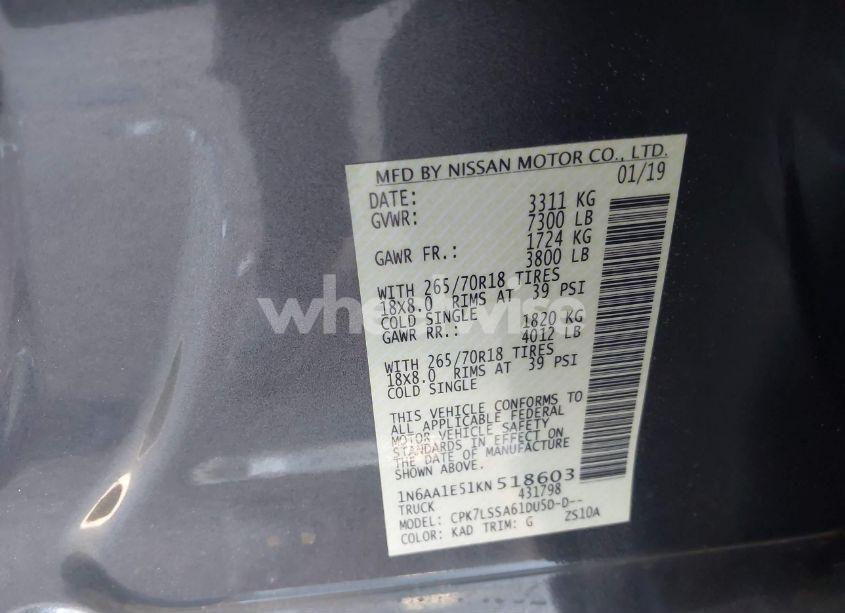 MFD BY NISSAN MOTOR CO., LTD.
DATE: 01/19
GVWR: 3311 KG
7300 LB
GAWR FR.: 1724 KG
3800 LB
WITH 265/70R18 TIRES
18X8.0 RIMS AT 39 PSI
COLD SINGLE
GAWR RR.: 1820 KG
4012 LB
WITH 265/70R18 TIRES
18X8.0 RIMS AT 39 PSI
COLD SINGLE
THIS VEHICLE CONFORMS TO
ALL APPLICABLE FEDERAL
MOTOR VEHICLE SAFETY
STANDARDS IN EFFECT ON
THE DATE OF MANUFACTURE
SHOWN ABOVE.
1N6AA1E51KN518603
TRUCK 431798
MODEL: CPK7LSSA61DU5D-D--
COLOR: KAD TRIM: G ZS10A